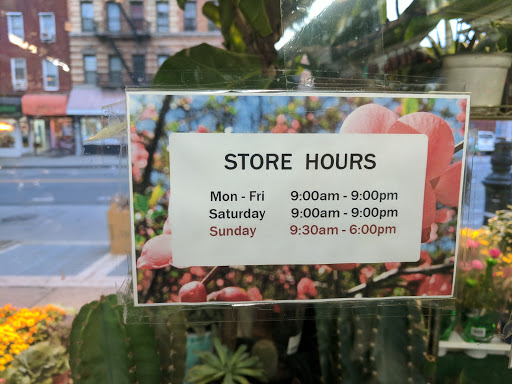 STORE HOURS
Mon - Fri 9:00am - 9:00pm
Saturday 9:00am - 9:00pm
Sunday 9:30am - 6:00pm